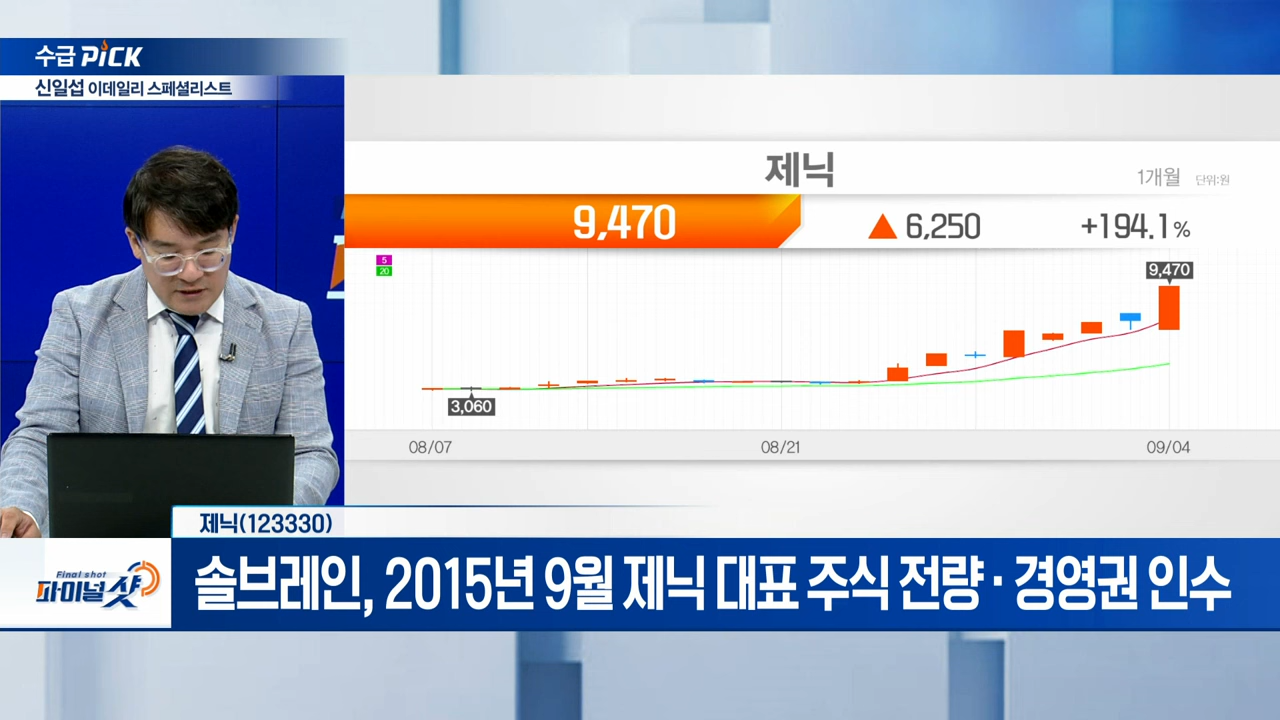 수급 PiCK
신일섭 이데일리 스페셜리스트
제닉
1개월 단위:원
9,470
▲ 6,250
+194.1%
5
20
9,470
3,060
08/07
08/21
09/04
제닉(123330)
Final shot
파이널샷
솔브레인, 2015년 9월 제닉 대표 주식 전량·경영권 인수